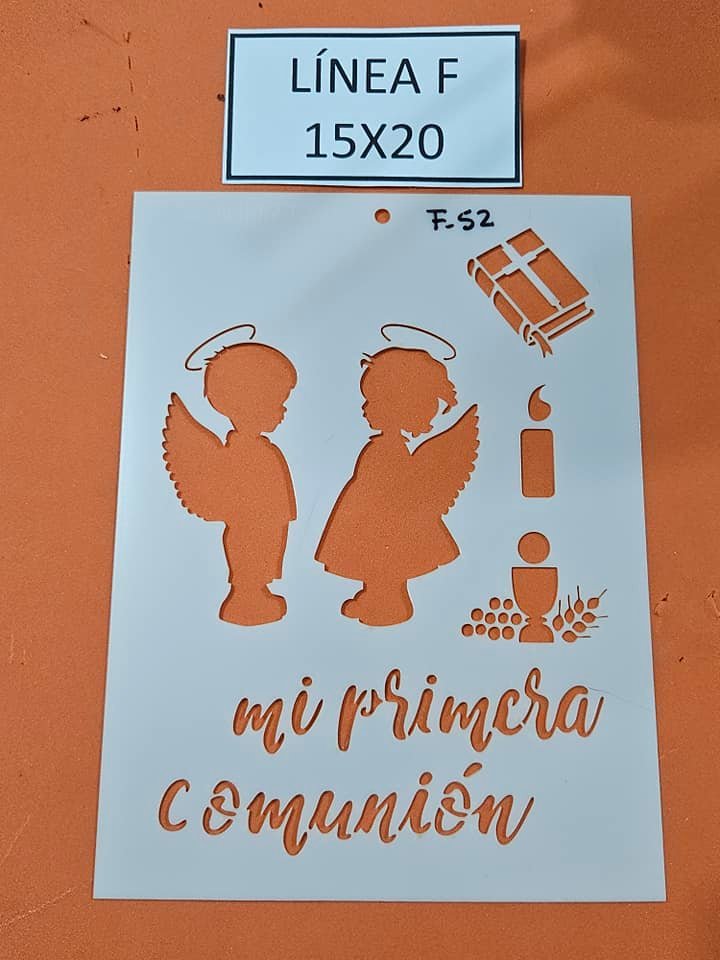 LÍNEA F
15X20
F-52
mi primera
comunión